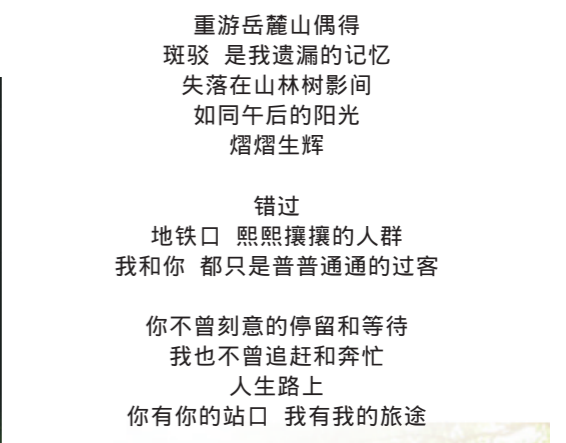 重游岳麓山偶得
斑驳  是我遗漏的记忆
失落在山林树影间
如同午后的阳光
熠熠生辉
错过
地铁口  熙熙攘攘的人群
我和你  都只是普普通通的过客
你不曾刻意的停留和等待
我也不曾追赶和奔忙
人生路上
你有你的站口  我有我的旅途